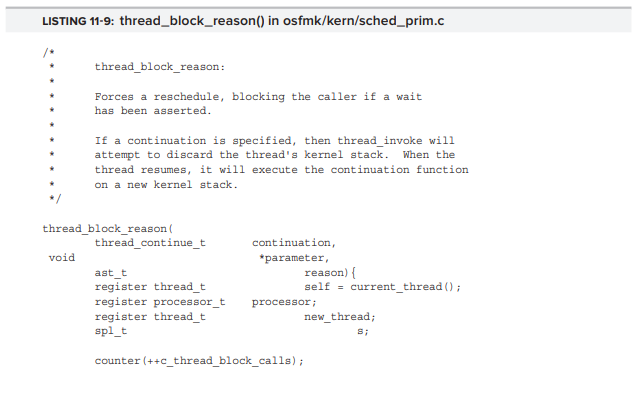 LISTING 11-9: thread_block_reason() in osfmk/kern/sched_prim.c
/*
* thread_block_reason:
*
* Forces a reschedule, blocking the caller if a wait
* has been asserted.
*
* If a continuation is specified, then thread_invoke will
* attempt to discard the thread's kernel stack. When the
* thread resumes, it will execute the continuation function
* on a new kernel stack.
*/
thread_block_reason(
thread_continue_t continuation,
void *parameter,
ast_t reason){
register thread_t self = current_thread();
register processor_t processor;
register thread_t new_thread;
spl_t s;
counter(++c_thread_block_calls);